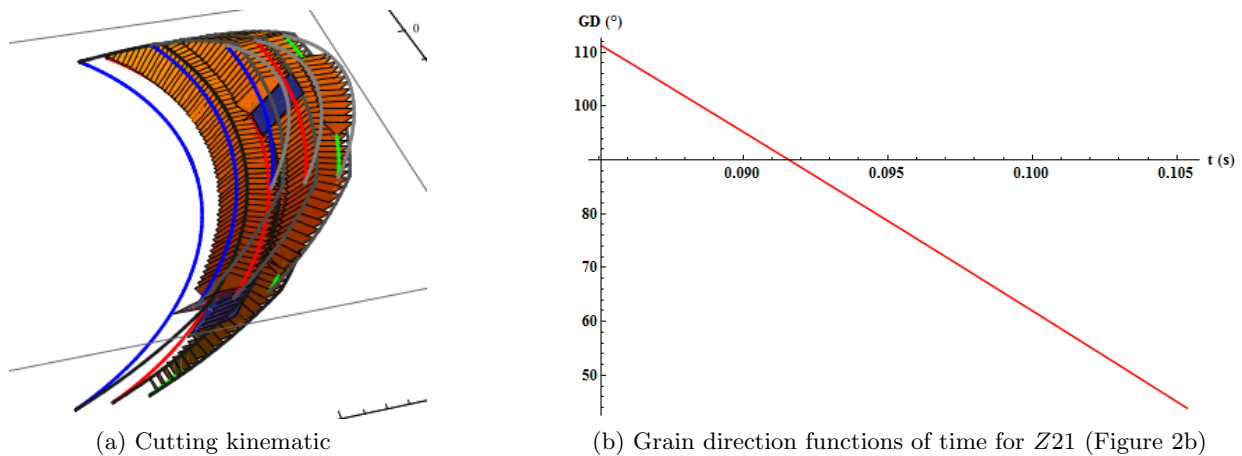 0
GD (°)
110
100
80
70
60
50
0.090
0.095
0.100
0.105
t (s)
(a) Cutting kinematic
(b) Grain direction functions of time for Z21 (Figure 2b)